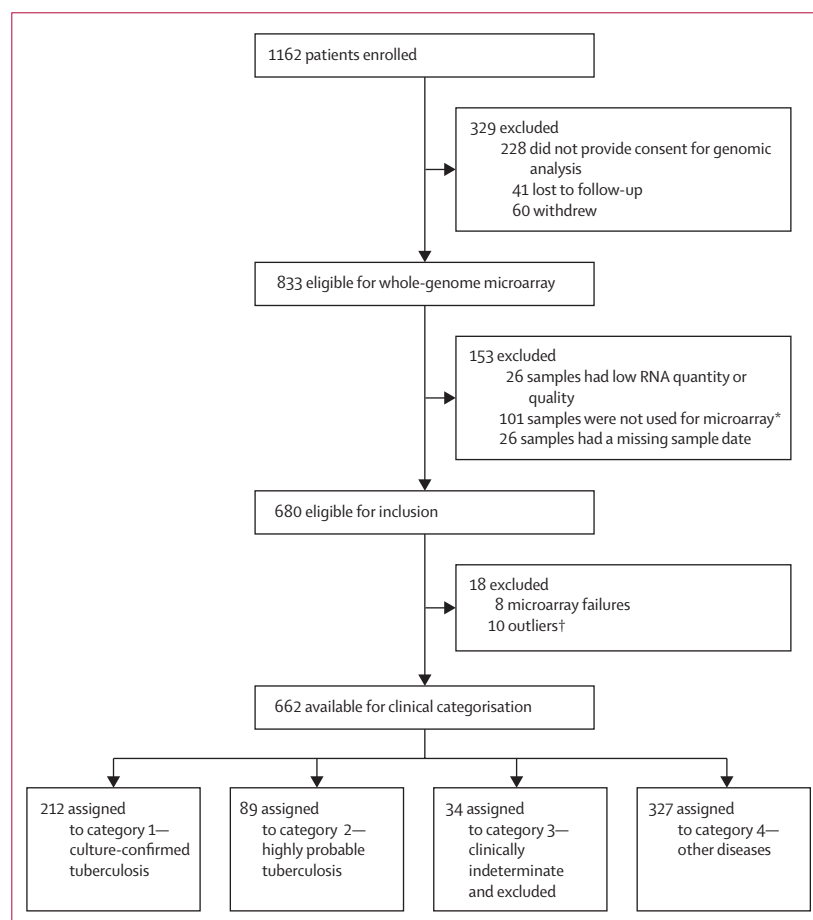 1162 patients enrolled
329 excluded
228 did not provide consent for genomic
analysis
41 lost to follow-up
60 withdrew
833 eligible for whole-genome microarray
153 excluded
26 samples had low RNA quantity or
quality
101 samples were not used for microarray*
26 samples had a missing sample date
680 eligible for inclusion
18 excluded
8 microarray failures
10 outliers†
662 available for clinical categorisation
212 assigned
to category 1—
culture-confirmed
tuberculosis
89 assigned
to category 2—
highly probable
tuberculosis
34 assigned
to category 3—
clinically
indeterminate
and excluded
327 assigned
to category 4—
other diseases